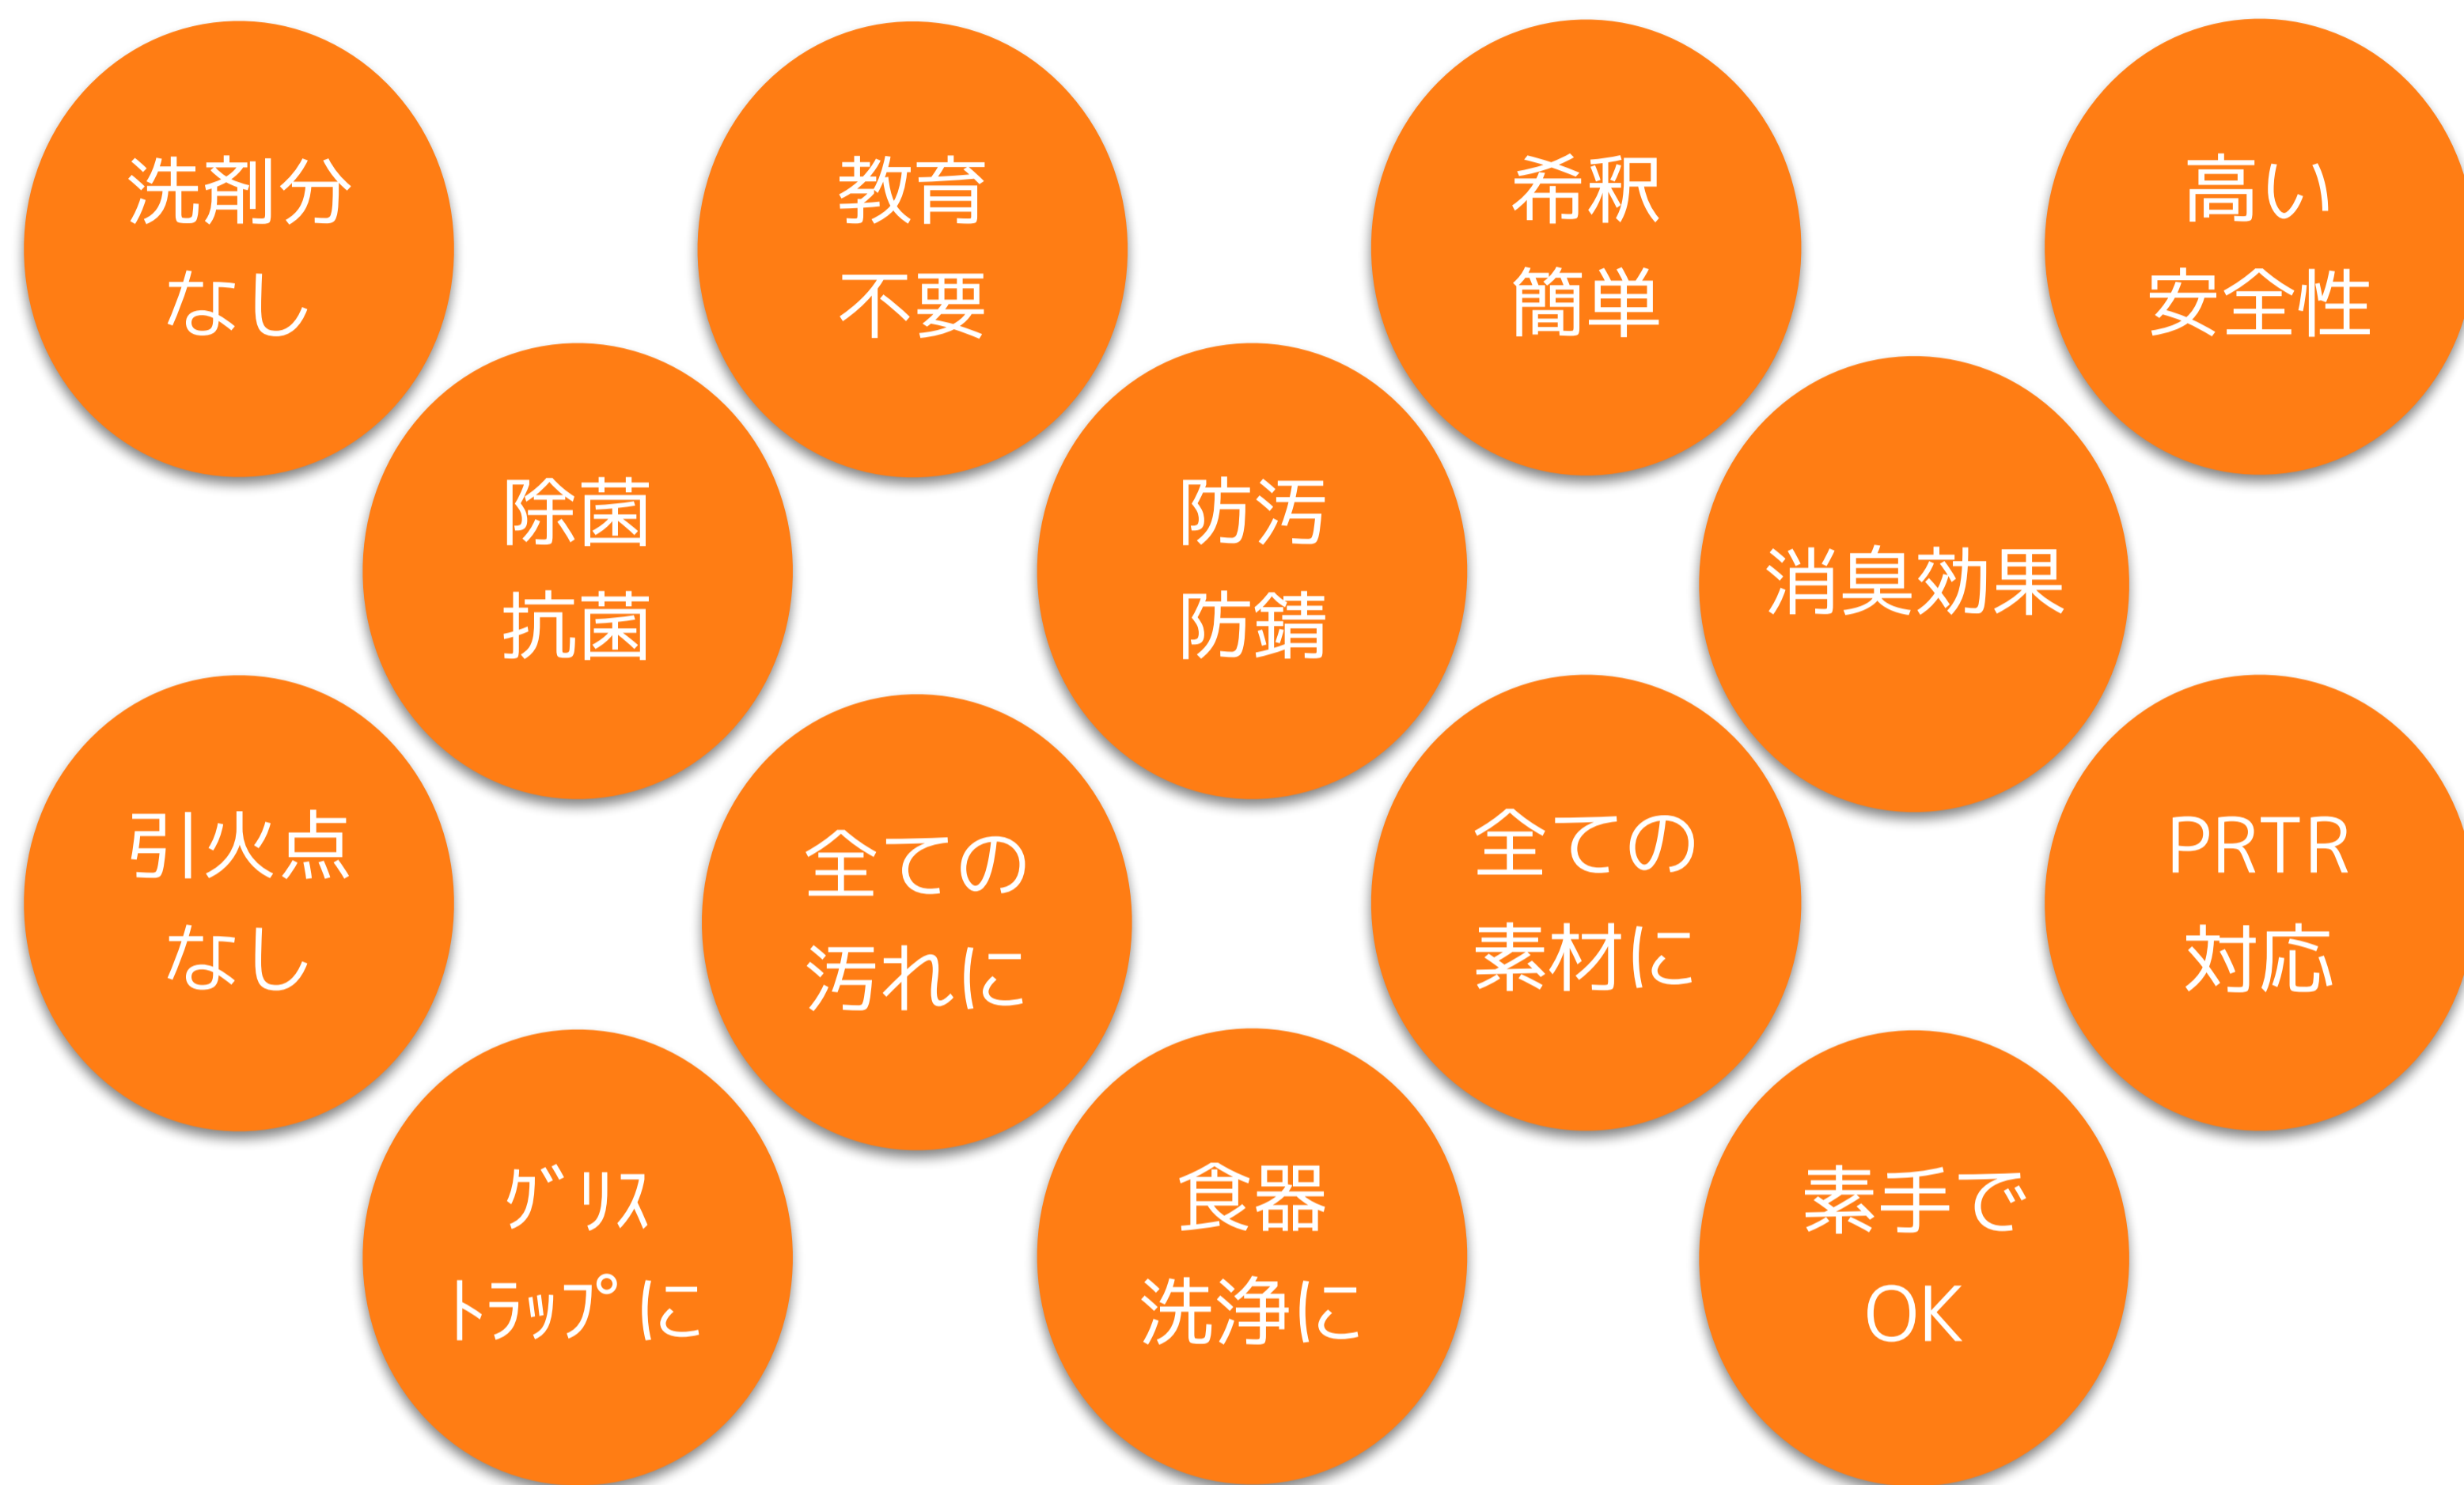 洗剤分
なし
教育
不要
希釈
簡単
高い
安全性
除菌
抗菌
防汚
防錆
消臭効果
引火点
なし
全ての
汚れに
全ての
素材に
PRTR
対応
ｸﾞﾘｽ
ﾄﾗｯﾌﾟに
食器
洗浄に
素手で
OK